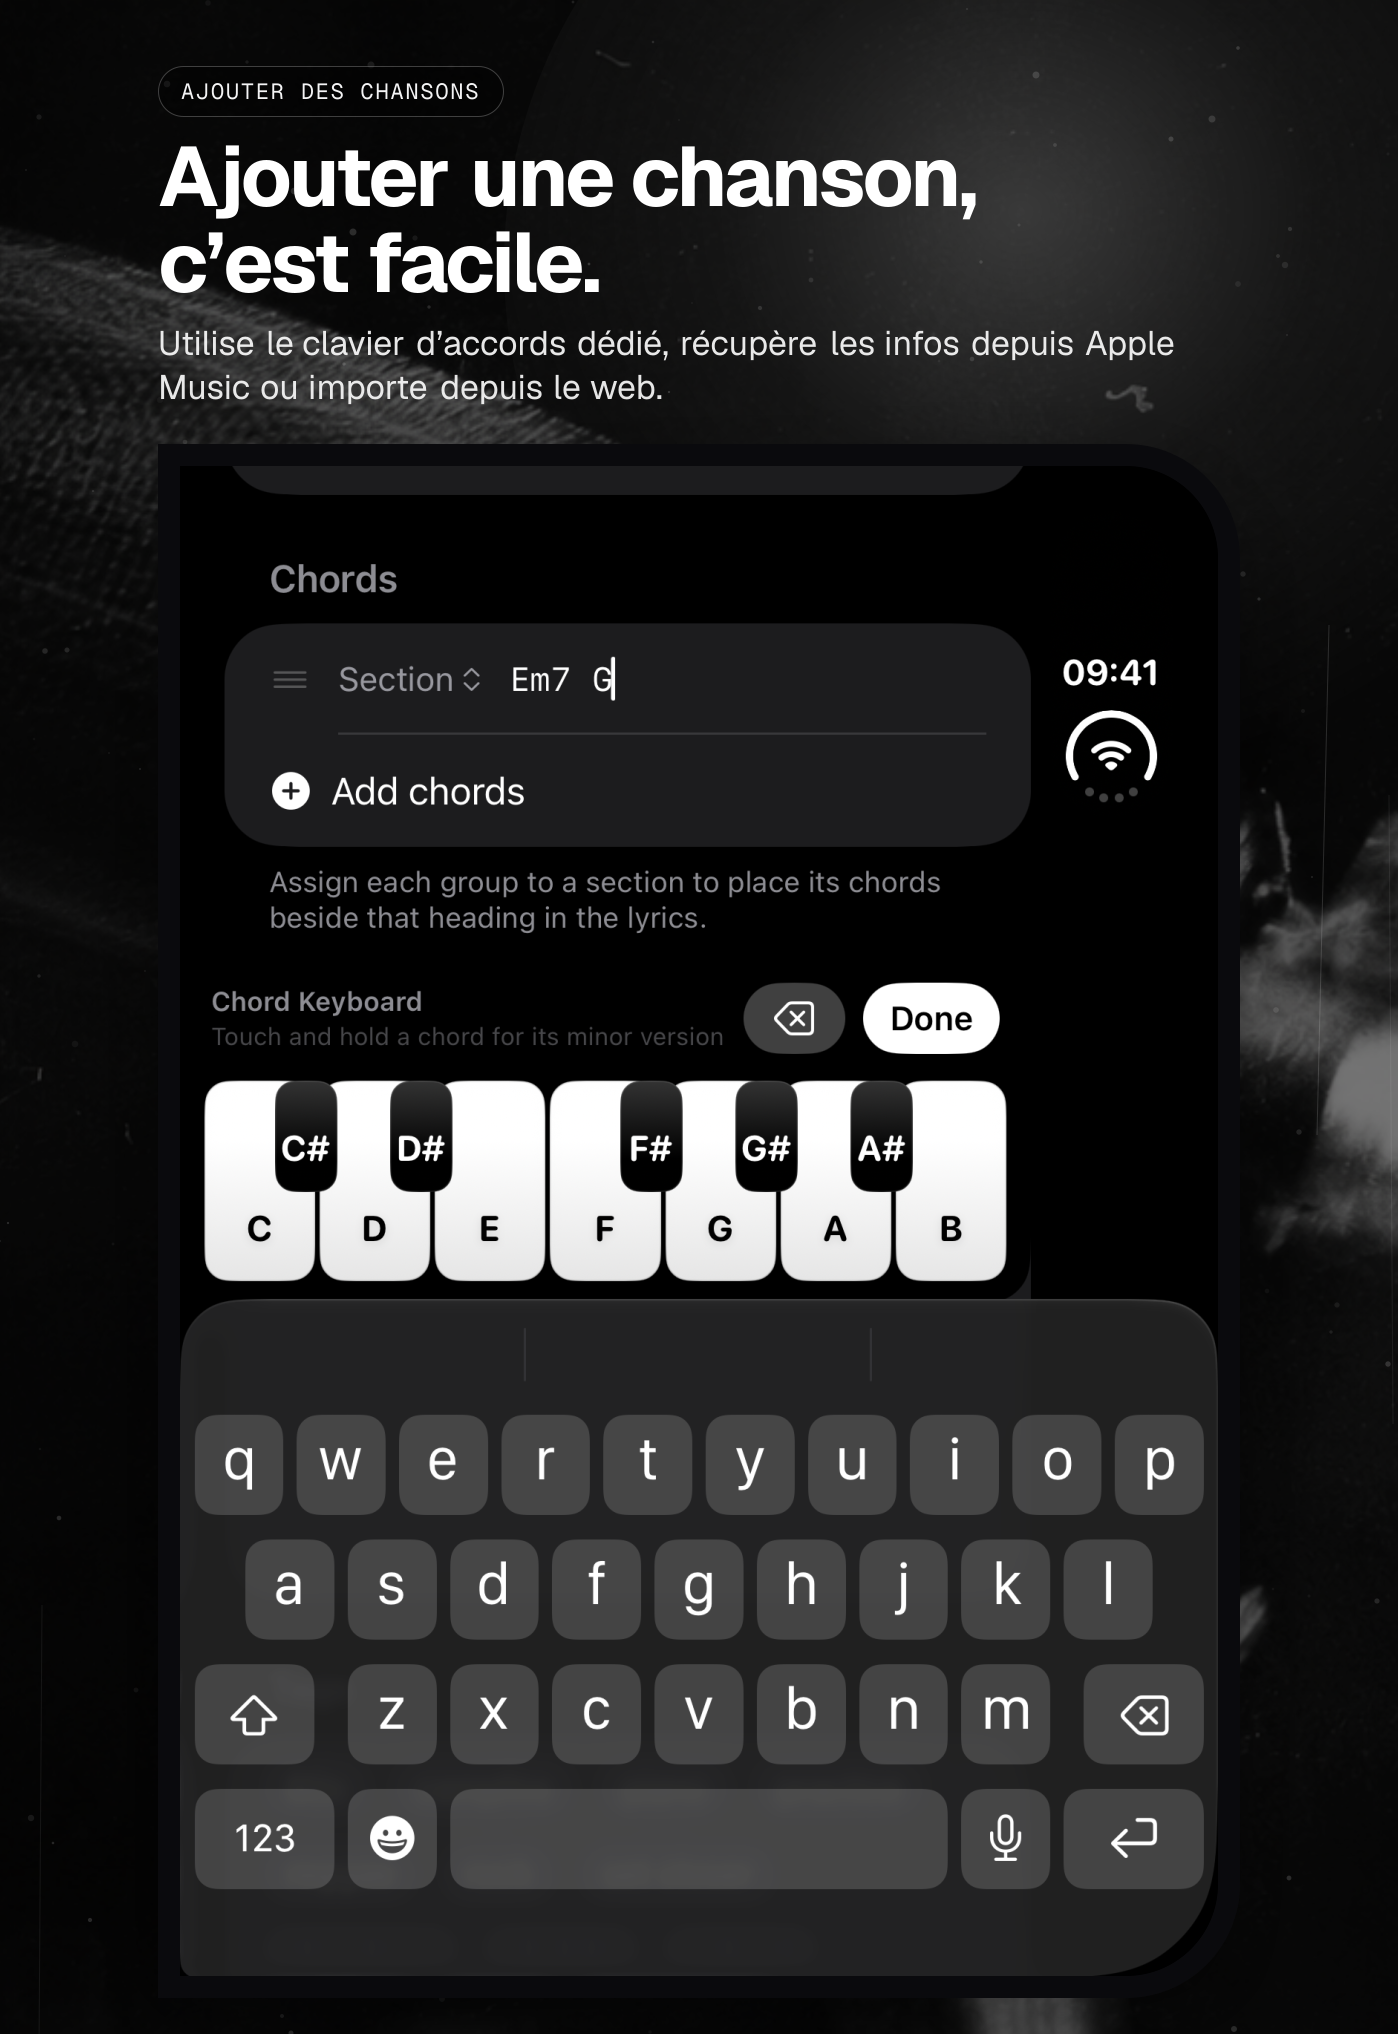 AJOUTER DES CHANSONS
Ajouter une chanson,
c’est facile.
Utilise le clavier d’accords dédié, récupère les infos depuis Apple
Music ou importe depuis le web.
Chords
Section Em7 G
09:41
Add chords
Assign each group to a section to place its chords
beside that heading in the lyrics.
Chord Keyboard
Touch and hold a chord for its minor version
Done
C# D# F# G# A#
C D E F G A B
q w e r t y u i o p
a s d f g h j k l
z x c v b n m
123